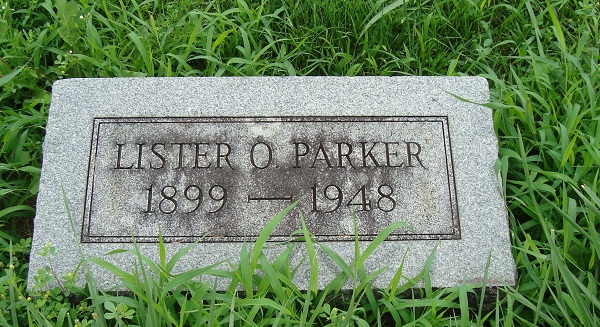 LISTER O. PARKER
1899 — 1948